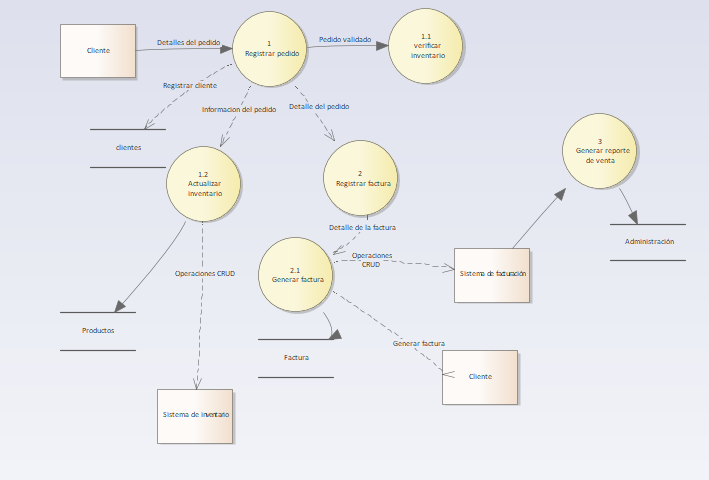 Cliente
Detalles del pedido
1
Registrar pedido
Pedido validado
1.1
verificar
inventario
Registrar cliente
Informacion del pedido
Detalle del pedido
clientes
1.2
Actualizar
inventario
2
Registrar factura
3
Generar reporte
de venta
Detalle de la factura
Administración
Operaciones
CRUD
2.1
Generar factura
Operaciones CRUD
Sistema de facturación
Productos
Factura
Generar factura
Cliente
Sistema de inventario